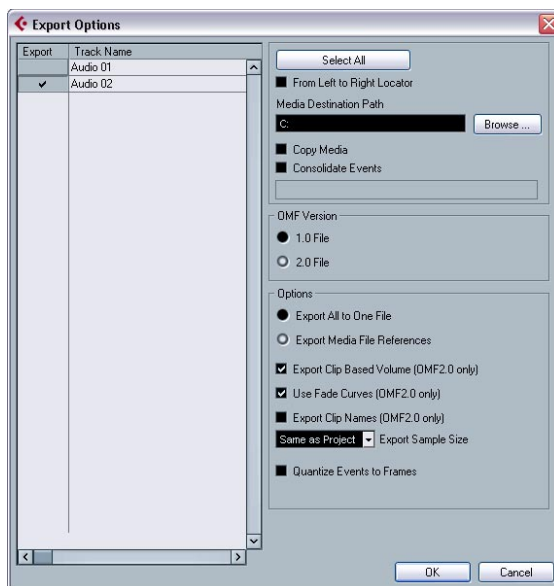 Export Options
Export Track Name
Audio 01
Audio 02
Select All
From Left to Right Locator
Media Destination Path
C:
Browse ...
Copy Media
Consolidate Events
OMF Version
1.0 File
2.0 File
Options
Export All to One File
Export Media File References
Export Clip Based Volume (OMF2.0 only)
Use Fade Curves (OMF2.0 only)
Export Clip Names (OMF2.0 only)
Same as Project Export Sample Size
Quantize Events to Frames
OK Cancel